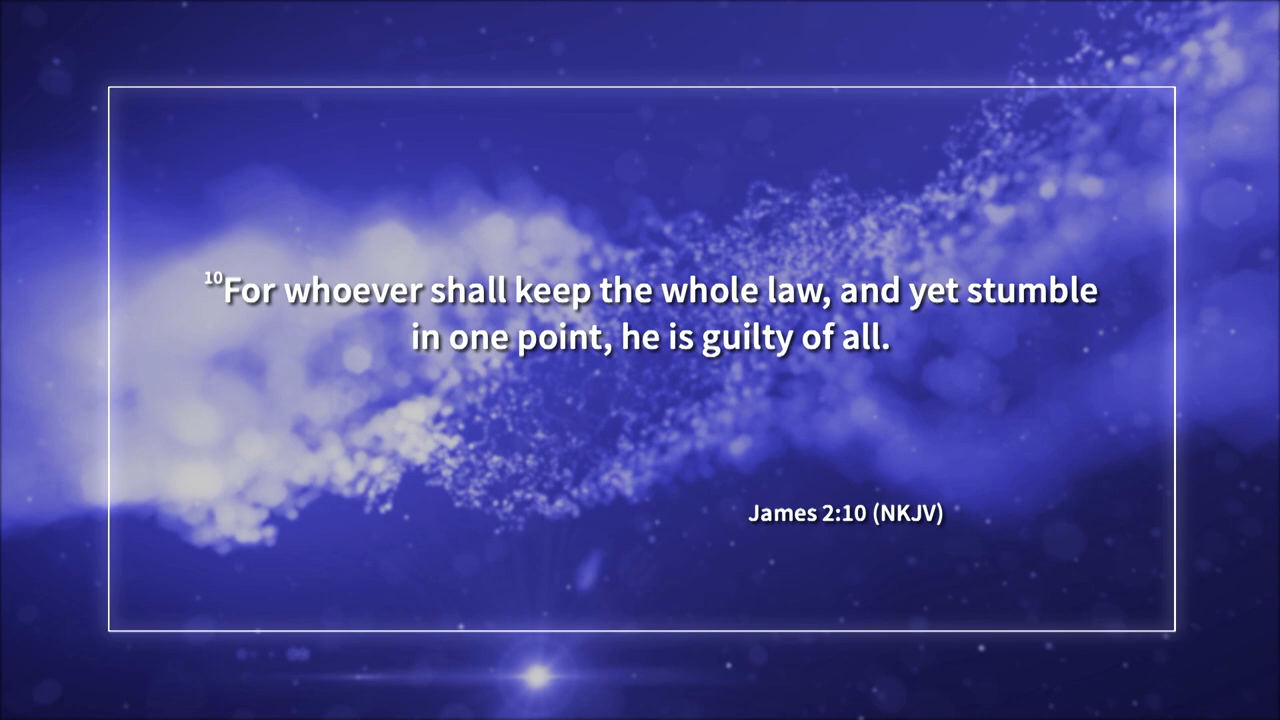 10For whoever shall keep the whole law, and yet stumble
in one point, he is guilty of all.
James 2:10 (NKJV)